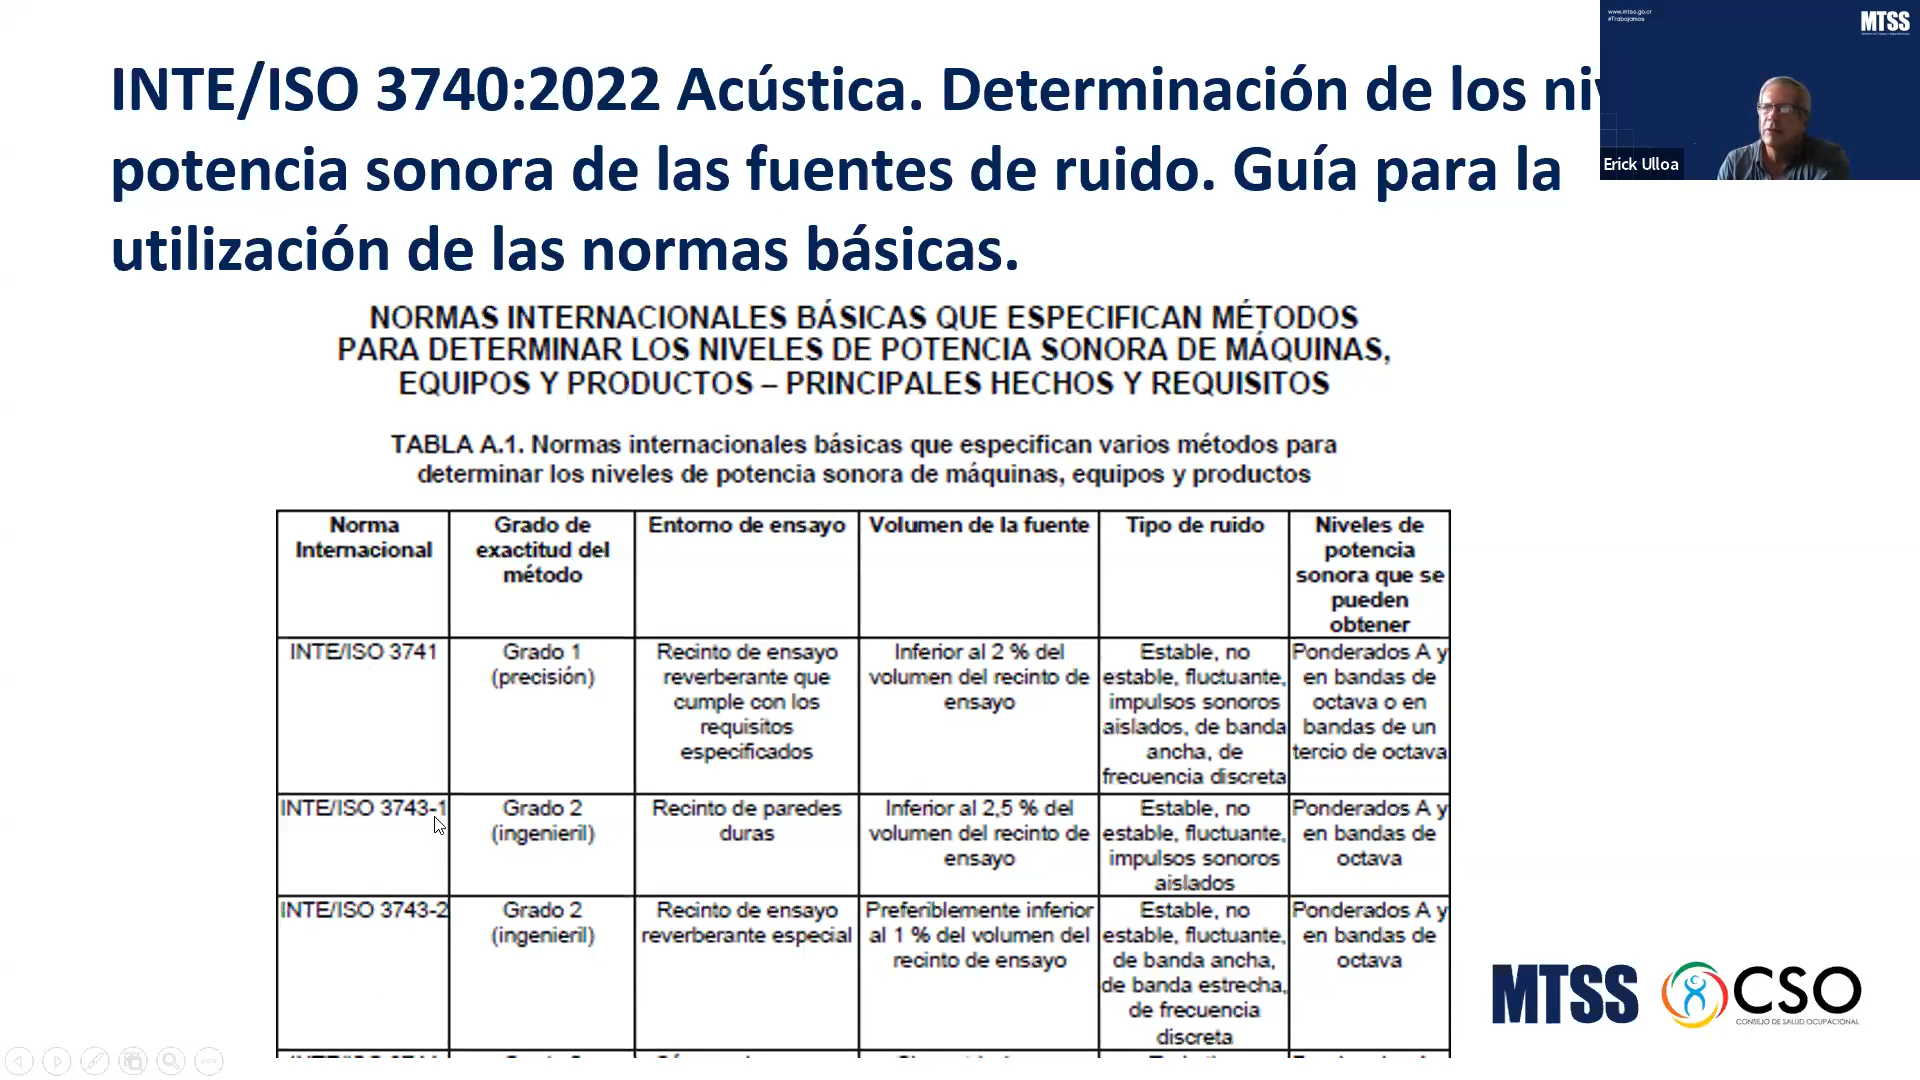 INTE/ISO 3740:2022 Acústica. Determinación de los
potencia sonora de las fuentes de ruido. Guía para la
utilización de las normas básicas.
www.mtss.go.cr
#Trabajamos
MTSS
Erick Ulloa
NORMAS INTERNACIONALES BÁSICAS QUE ESPECIFICAN MÉTODOS
PARA DETERMINAR LOS NIVELES DE POTENCIA SONORA DE MÁQUINAS,
EQUIPOS Y PRODUCTOS – PRINCIPALES HECHOS Y REQUISITOS
TABLA A.1. Normas internacionales básicas que especifican varios métodos para
determinar los niveles de potencia sonora de máquinas, equipos y productos
Norma
Internacional
Grado de
exactitud del
método
Entorno de ensayo
Volumen de la fuente
Tipo de ruido
Niveles de
potencia
sonora que se
pueden
obtener
INTE/ISO 3741
Grado 1
(precisión)
Recinto de ensayo
reverberante que
cumple con los
requisitos
especificados
Inferior al 2 % del
volumen del recinto de
ensayo
Estable, no
estable, fluctuante,
impulsos sonoros
aislados, de banda
ancha, de
frecuencia discreta
Ponderados A y
en bandas de
octava o en
bandas de un
tercio de octava
INTE/ISO 3743-1
Grado 2
(ingenieril)
Recinto de paredes
duras
Inferior al 2,5 % del
volumen del recinto de
ensayo
Estable, no
estable, fluctuante,
impulsos sonoros
aislados
Ponderados A y
en bandas de
octava
INTE/ISO 3743-2
Grado 2
(ingenieril)
Recinto de ensayo
reverberante especial
Preferiblemente inferior
al 1 % del volumen del
recinto de ensayo
Estable, no
estable, fluctuante,
de banda ancha,
de banda estrecha,
de frecuencia
discreta
Ponderados A y
en bandas de
octava
MTSS
CSO
CONSEJO DE SALUD OCUPACIONAL